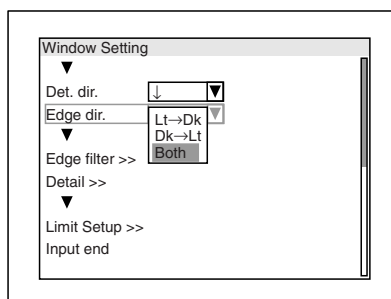 Window Setting
▼
Det. dir. ↓ ▼
Edge dir. ▼
Lt→Dk
▼
Dk→Lt
Edge filter >>
Both
Detail >>
▼
Limit Setup >>
Input end